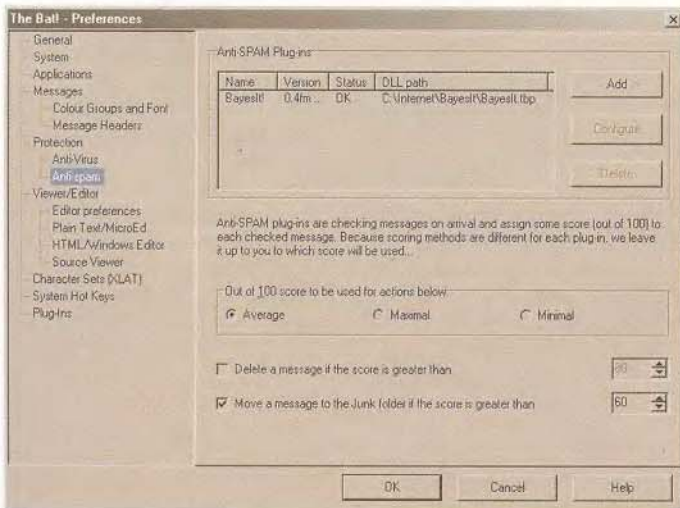 The Bat! - Preferences
General
System
Applications
Messages
Colour Groups and Font
Message Headers
Protection
Anti-Virus
Anti-spam
Viewer/Editor
Editor preferences
Plain Text/MicroEd
HTML/Windows Editor
Source Viewer
Character Sets (XLAT)
System Hot Keys
Plug-Ins
Anti-SPAM Plug-ins
Name Version Status DLL path
BayesIt! 0.4fm ... OK C:\Internet\BayesIt\BayesIt.tbp
Add
Configure
Delete
Anti-SPAM plug-ins are checking messages on arrival and assign some score (out of 100) to
each checked message. Because scoring methods are different for each plug-in, we leave
it up to you to which score will be used...
Out of 100 score to be used for actions below
Average Maximal Minimal
Delete a message if the score is greater than
Move a message to the Junk folder if the score is greater than 60
OK Cancel Help